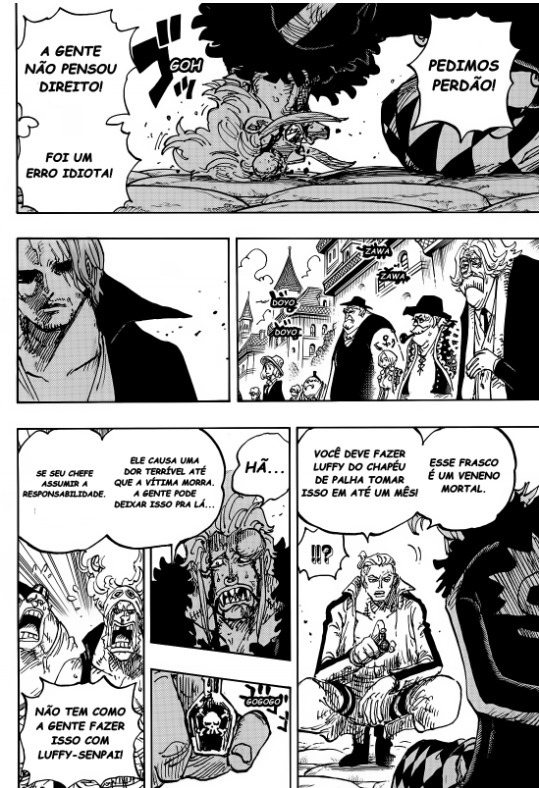 PEDIMOS
PERDÃO!
GOH
A GENTE
NÃO PENSOU
DIREITO!
FOI UM
ERRO IDIOTA!
ZAWA
ZAWA
DOYO
DOYO
ESSE FRASCO
É UM VENENO
MORTAL.
VOCÊ DEVE FAZER
LUFFY DO CHAPÉU
DE PALHA TOMAR
ISSO EM ATÉ UM MÊS!
!!?
HÃ...
ELE CAUSA UMA
DOR TERRÍVEL ATÉ
QUE A VÍTIMA MORRA.
A GENTE PODE
DEIXAR ISSO PRA LÁ...
SE SEU CHEFE
ASSUMIR A
RESPONSABILIDADE.
GOGOGO
NÃO TEM COMO
A GENTE FAZER
ISSO COM
LUFFY-SENPAI!